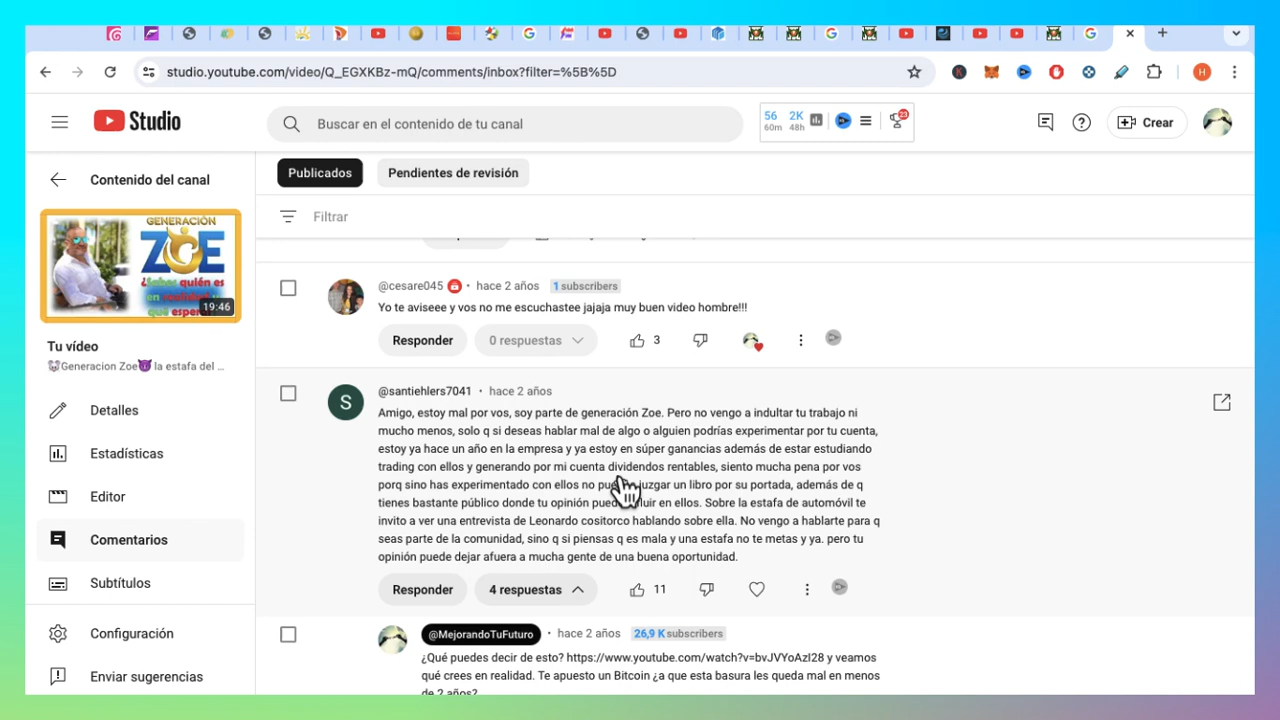 studio.youtube.com/video/Q_EGXKBz-mQ/comments/inbox?filter=%5B%5D
H
Studio
Buscar en el contenido de tu canal
56 2K
60m 48h
23
Crear
Contenido del canal
Publicados
Pendientes de revisión
Filtrar
GENERACIÓN
ZOE
¿Sabes quién es
en realidad y
qué esperar
19:46
Tu vídeo
Generacion Zoe la estafa del ...
Detalles
Estadísticas
Editor
Comentarios
Subtítulos
Configuración
Enviar sugerencias
@cesare045 • hace 2 años 1 subscribers
Yo te aviseee y vos no me escuchastee jajaja muy buen video hombre!!!
Responder 0 respuestas 3
S
@santiehlers7041 • hace 2 años
Amigo, estoy mal por vos, soy parte de generación Zoe. Pero no vengo a indultar tu trabajo ni
mucho menos, solo q si deseas hablar mal de algo o alguien podrías experimentar por tu cuenta,
estoy ya hace un año en la empresa y ya estoy en súper ganancias además de estar estudiando
trading con ellos y generando por mi cuenta dividendos rentables, siento mucha pena por vos
porq sino has experimentado con ellos no juzgar un libro por su portada, además de q
tienes bastante público donde tu opinión en ellos. Sobre la estafa de automóvil te
invito a ver una entrevista de Leonardo cositorco hablando sobre ella. No vengo a hablarte para q
seas parte de la comunidad, sino q si piensas q es mala y una estafa no te metas y ya. pero tu
opinión puede dejar afuera a mucha gente de una buena oportunidad.
Responder 4 respuestas 11
@MejorandoTuFuturo • hace 2 años 26,9 K subscribers
¿Qué puedes decir de esto? https://www.youtube.com/watch?v=bvJVYoAzI28 y veamos
qué crees en realidad. Te apuesto un Bitcoin ¿a que esta basura les queda mal en menos
de 2 años?